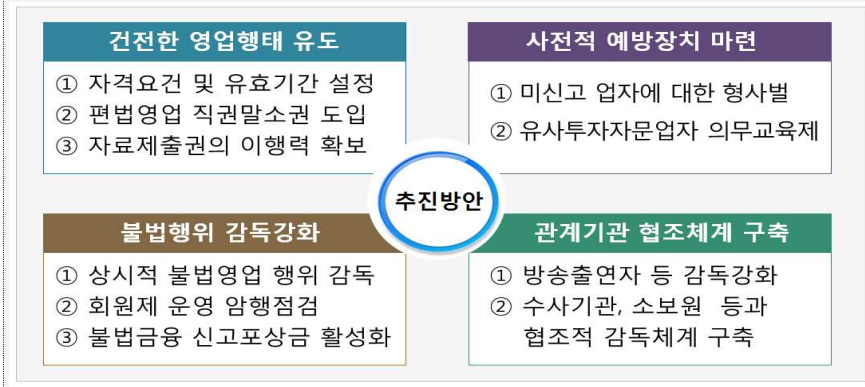 건전한 영업행태 유도
① 자격요건 및 유효기간 설정
② 편법영업 직권말소권 도입
③ 자료제출권의 이행력 확보
사전적 예방장치 마련
① 미신고 업자에 대한 형사벌
② 유사투자자문업자 의무교육제
추진방안
불법행위 감독강화
① 상시적 불법영업 행위 감독
② 회원제 운영 암행점검
③ 불법금융 신고포상금 활성화
관계기관 협조체계 구축
① 방송출연자 등 감독강화
② 수사기관, 소보원 등과
협조적 감독체계 구축